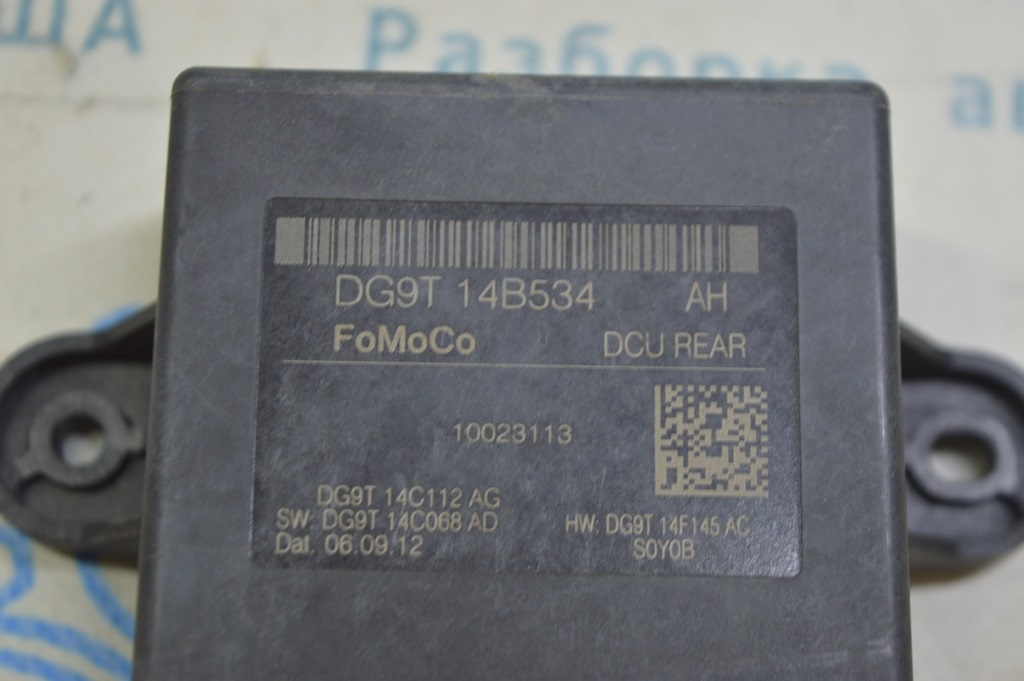 Разборка
DG9T 14B534 AH
FoMoCo DCU REAR
10023113
DG9T 14C112 AG
SW: DG9T 14C068 AD HW: DG9T 14F145 AC
Dat. 06.09.12 S0Y0B